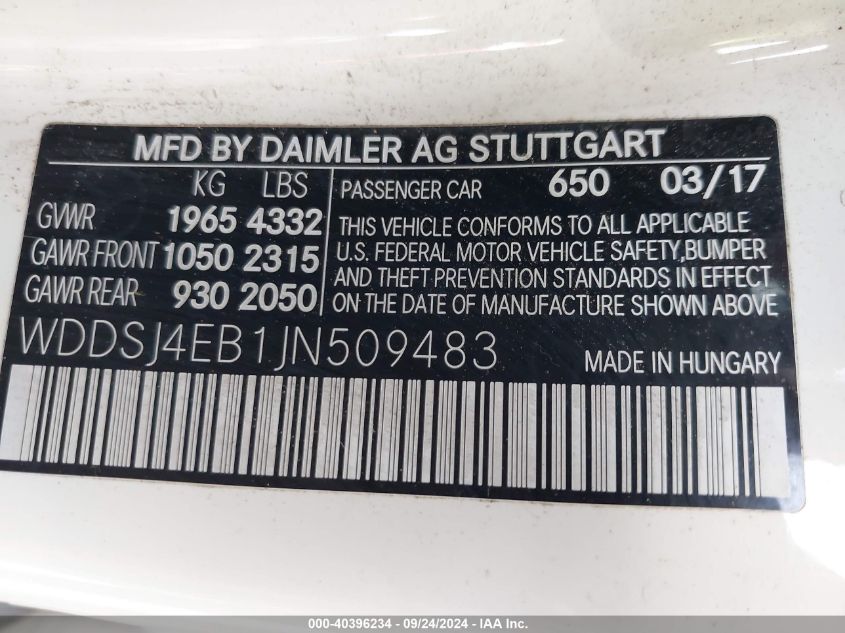 MFD BY DAIMLER AG STUTTGART
KG LBS
GVWR 1965 4332
GAWR FRONT 1050 2315
GAWR REAR 930 2050
PASSENGER CAR 650 03/17
THIS VEHICLE CONFORMS TO ALL APPLICABLE
U.S. FEDERAL MOTOR VEHICLE SAFETY,BUMPER
AND THEFT PREVENTION STANDARDS IN EFFECT
ON THE DATE OF MANUFACTURE SHOWN ABOVE
WDDSJ4EB1JN509483
MADE IN HUNGARY
000-40396234 - 09/24/2024 - IAA Inc.